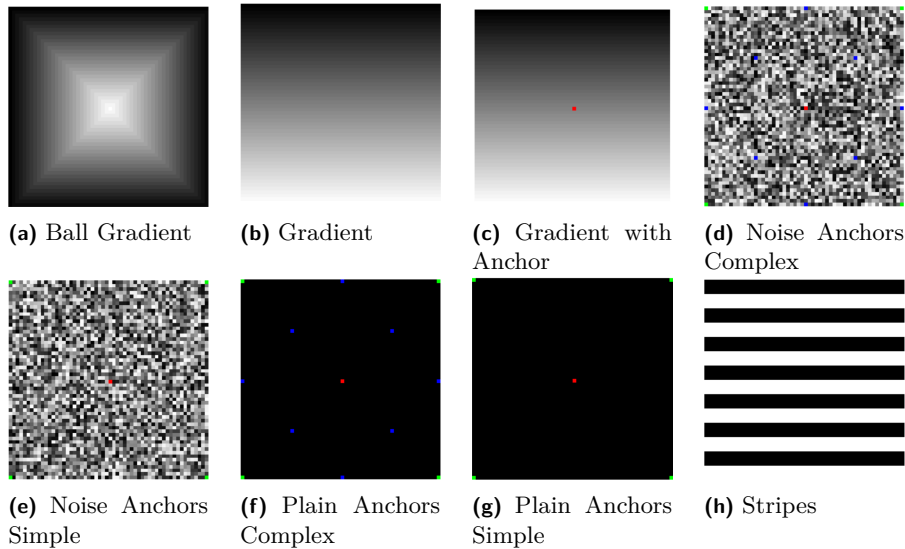 (a) Ball Gradient
(b) Gradient
(c) Gradient with
Anchor
(d) Noise Anchors
Complex
(e) Noise Anchors
Simple
(f) Plain Anchors
Complex
(g) Plain Anchors
Simple
(h) Stripes